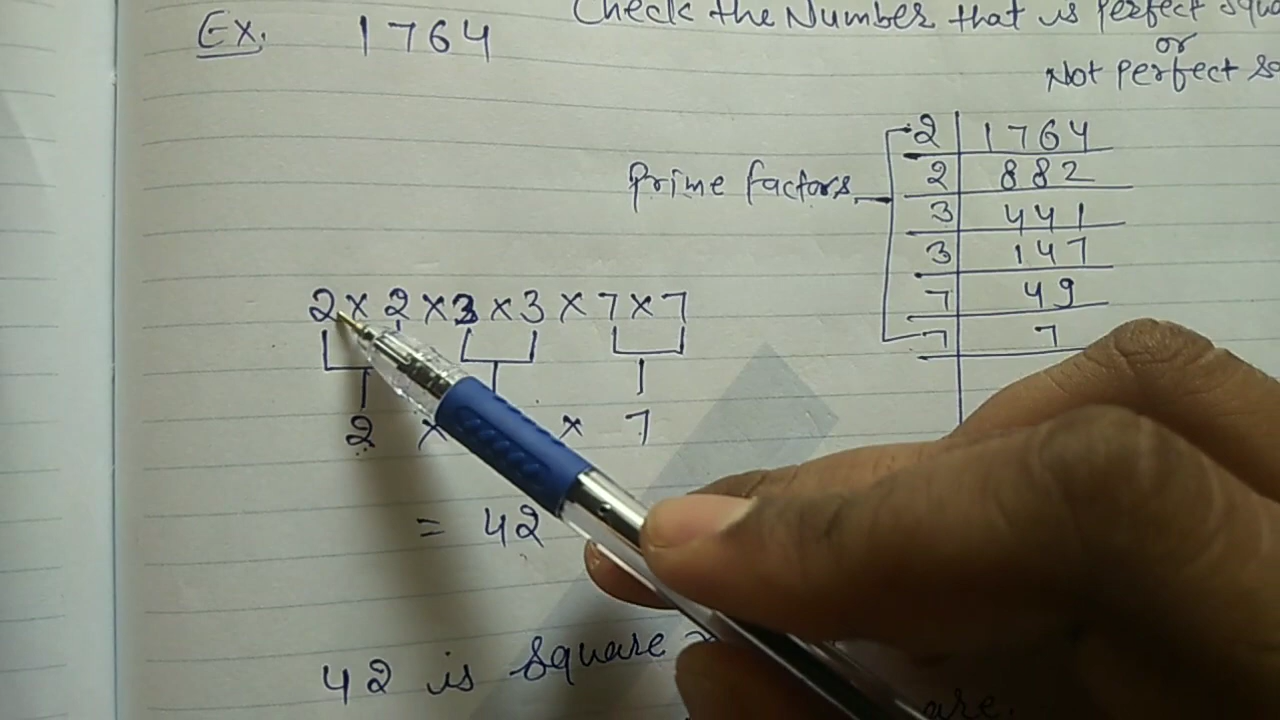 Check the Number that is Perfect
Ex. 1764
or
Not Perfect
2 | 1764
Prime factors
2 | 882
3 | 441
3 | 147
7 | 49
7 | 7
2 × 2 × 3 × 3 × 7 × 7
2 × × 7
= 42
42 is square